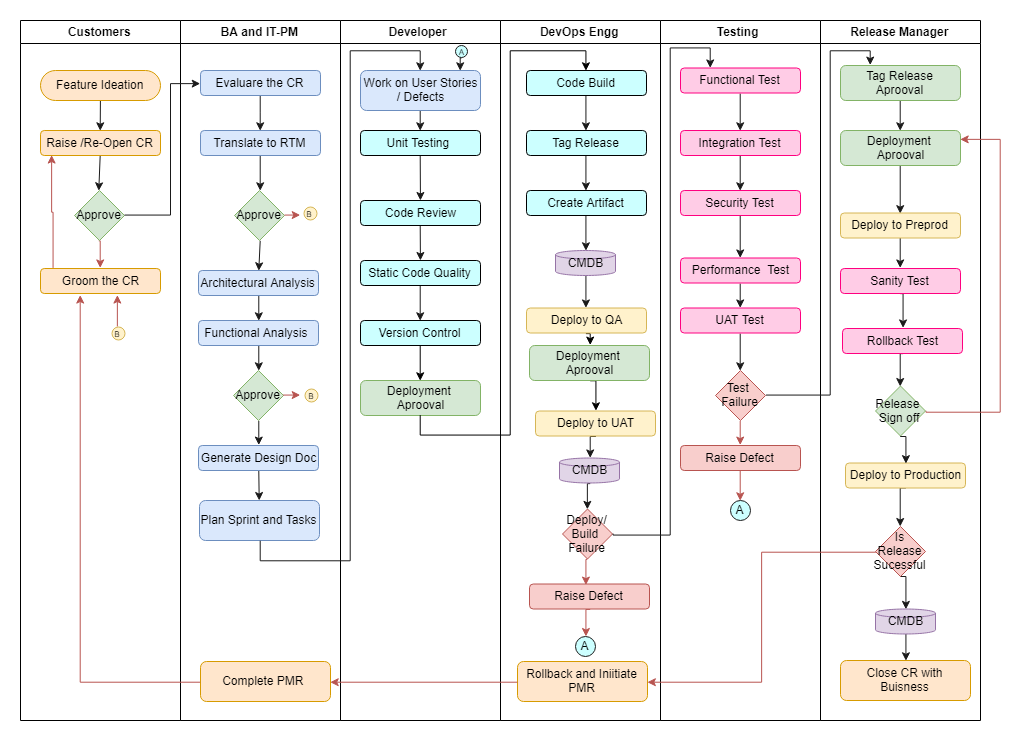 Customers
BA and IT-PM
Developer
DevOps Engg
Testing
Release Manager
Feature Ideation
Raise /Re-Open CR
Approve
Groom the CR
B
Evaluare the CR
Translate to RTM
Approve
B
Architectural Analysis
Functional Analysis
Approve
B
Generate Design Doc
Plan Sprint and Tasks
Complete PMR
A
Work on User Stories
/ Defects
Unit Testing
Code Review
Static Code Quality
Version Control
Deployment
Aprooval
Code Build
Tag Release
Create Artifact
CMDB
Deploy to QA
Deployment
Aprooval
Deploy to UAT
CMDB
Deploy/
Build
Failure
Raise Defect
A
Rollback and Iniitiate
PMR
Functional Test
Integration Test
Security Test
Performance Test
UAT Test
Test
Failure
Raise Defect
A
Tag Release
Aprooval
Deployment
Aprooval
Deploy to Preprod
Sanity Test
Rollback Test
Release
Sign off
Deploy to Production
Is
Release
Sucessful
CMDB
Close CR with
Buisness